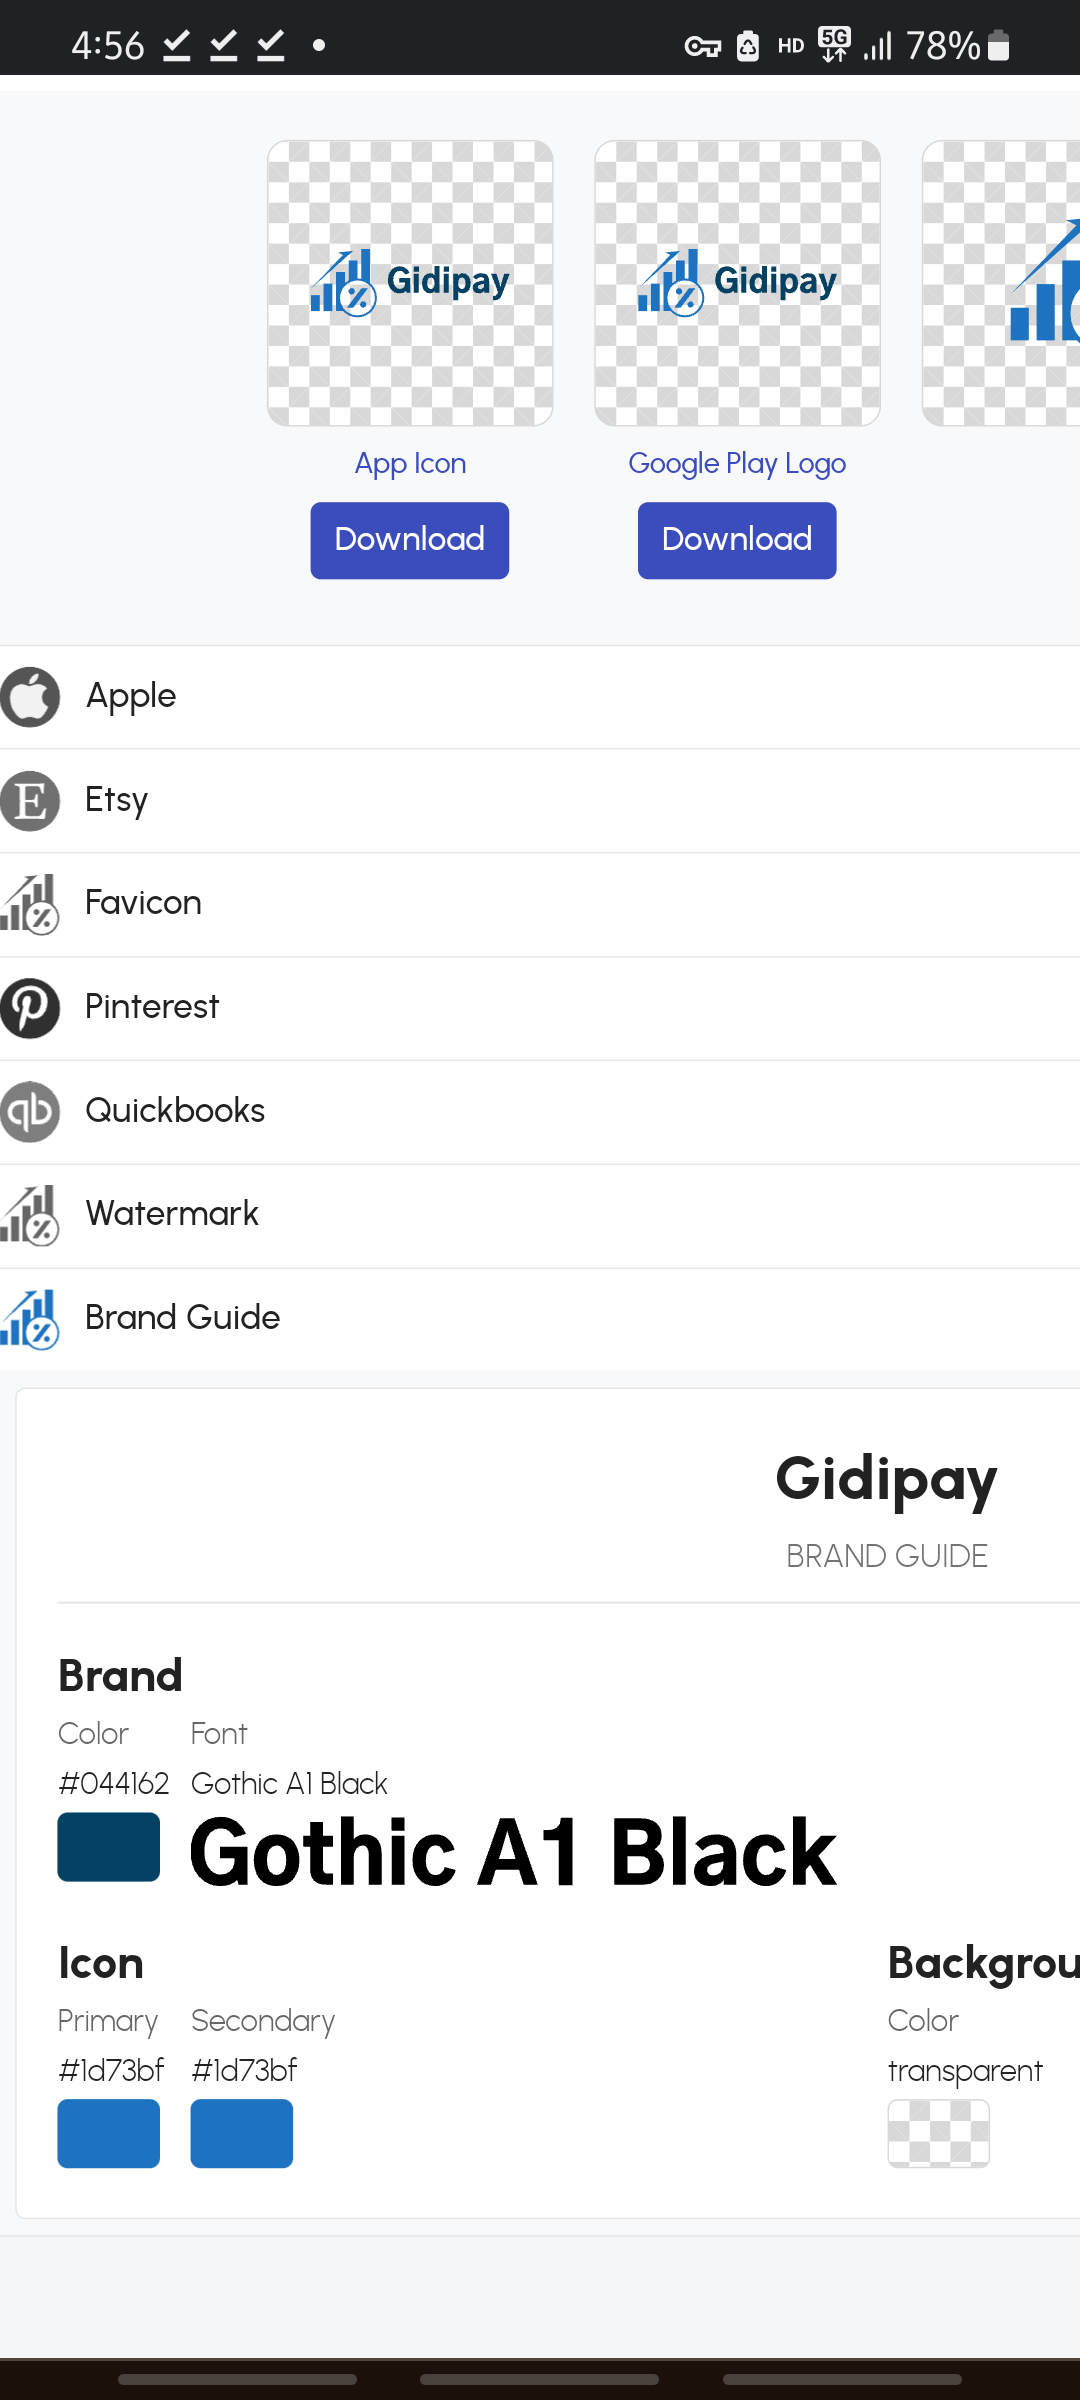 4:56 HD 5G 78%
Gidipay Gidipay
App Icon Google Play Logo
Download Download
Apple
Etsy
Favicon
Pinterest
Quickbooks
Watermark
Brand Guide
Gidipay
BRAND GUIDE
Brand
Color Font
#044162 Gothic A1 Black
Gothic A1 Black
Icon Backgrou
Primary Secondary Color
#1d73bf #1d73bf transparent